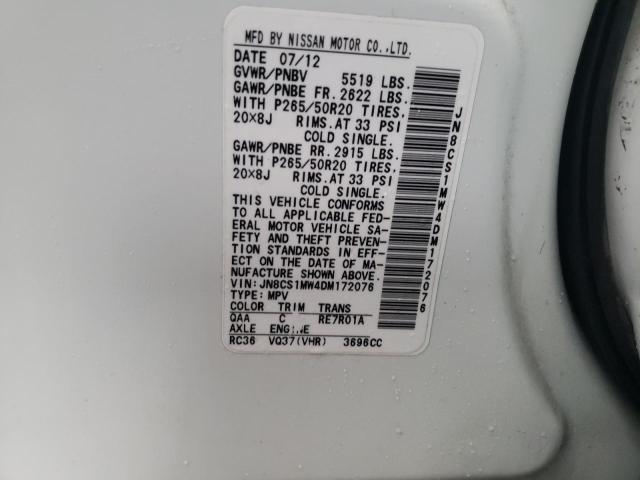 MFD BY NISSAN MOTOR CO.,LTD.
DATE 07/12
GVWR/PNBV 5519 LBS.
GAWR/PNBE FR. 2622 LBS.
WITH P265/50R20 TIRES,
20×8J RIMS. AT 33 PSI
COLD SINGLE.
GAWR/PNBE RR. 2915 LBS.
WITH P265/50R20 TIRES,
20×8J RIMS. AT 33 PSI
COLD SINGLE.
THIS VEHICLE CONFORMS
TO ALL APPLICABLE FED-
ERAL MOTOR VEHICLE SA-
FETY AND THEFT PREVEN-
TION STANDARDS IN EFF-
ECT ON THE DATE OF MA-
NUFACTURE SHOWN ABOVE.
VIN: JN8CS1MW4DM172076
TYPE: MPV
COLOR TRIM TRANS
QAA C RE7R01A
AXLE ENGINE
RC36 VQ37(VHR) 3696CC
JN8CS1MW4DM172076